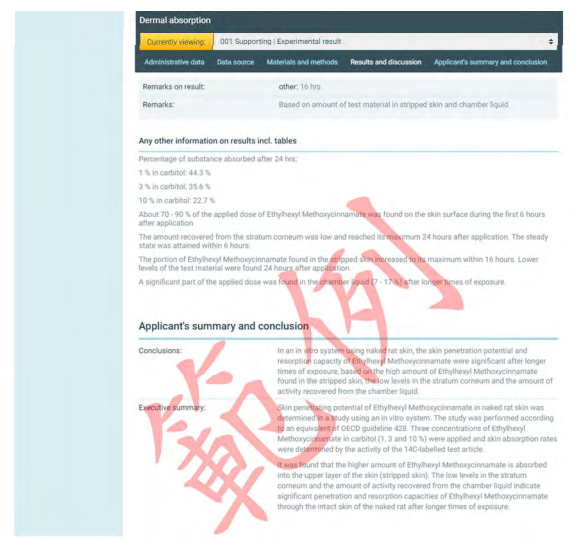 Dermal absorption
Currently viewing: 001 Supporting | Experimental result
Administrative data Data source Materials and methods Results and discussion Applicant's summary and conclusion
Remarks on result: other: 16 hrs
Remarks: Based on amount of test material in stripped skin and chamber liquid
Any other information on results incl. tables
Percentage of substance absorbed after 24 hrs:
1 % in carbitol: 44.3 %
3 % in carbitol: 35.6 %
10 % in carbitol: 22.7 %
About 70 - 90 % of the applied dose of Ethylhexyl Methoxycinnamate was found on the skin surface during the first 6 hours
after application.
The amount recovered from the stratum corneum was low and reached its maximum 24 hours after application. The steady
state was attained within 6 hours.
The portion of Ethylhexyl Methoxycinnamate found in the stripped skin increased to its maximum within 16 hours. Lower
levels of the test material were found 24 hours after application.
A significant part of the applied dose was found in the chamber liquid (7 - 17 %) after longer times of exposure.
Applicant's summary and conclusion
Conclusions: In an in vitro system using naked rat skin, the skin penetration potential and
resorption capacity of Ethylhexyl Methoxycinnamate were significant after longer
times of exposure, based on the high amount of Ethylhexyl Methoxycinnamate
found in the stripped skin, the low levels in the stratum corneum and the amount of
activity recovered from the chamber liquid.
Executive summary: Skin penetrating potential of Ethylhexyl Methoxycinnamate in naked rat skin was
determined in a study using an in vitro system. The study was performed according
to an equivalent of OECD guideline 428. Three concentrations of Ethylhexyl
Methoxycinnamate in carbitol (1, 3 and 10 %) were applied and skin absorption rates
were determined by the activity of the 14C-labelled test article.
It was found that the higher amount of Ethylhexyl Methoxycinnamate is absorbed
into the upper layer of the skin (stripped skin). The low levels in the stratum
corneum and the amount of activity recovered from the chamber liquid indicate
significant penetration and resorption capacities of Ethylhexyl Methoxycinnamate
through the intact skin of the naked rat after longer times of exposure.
範例